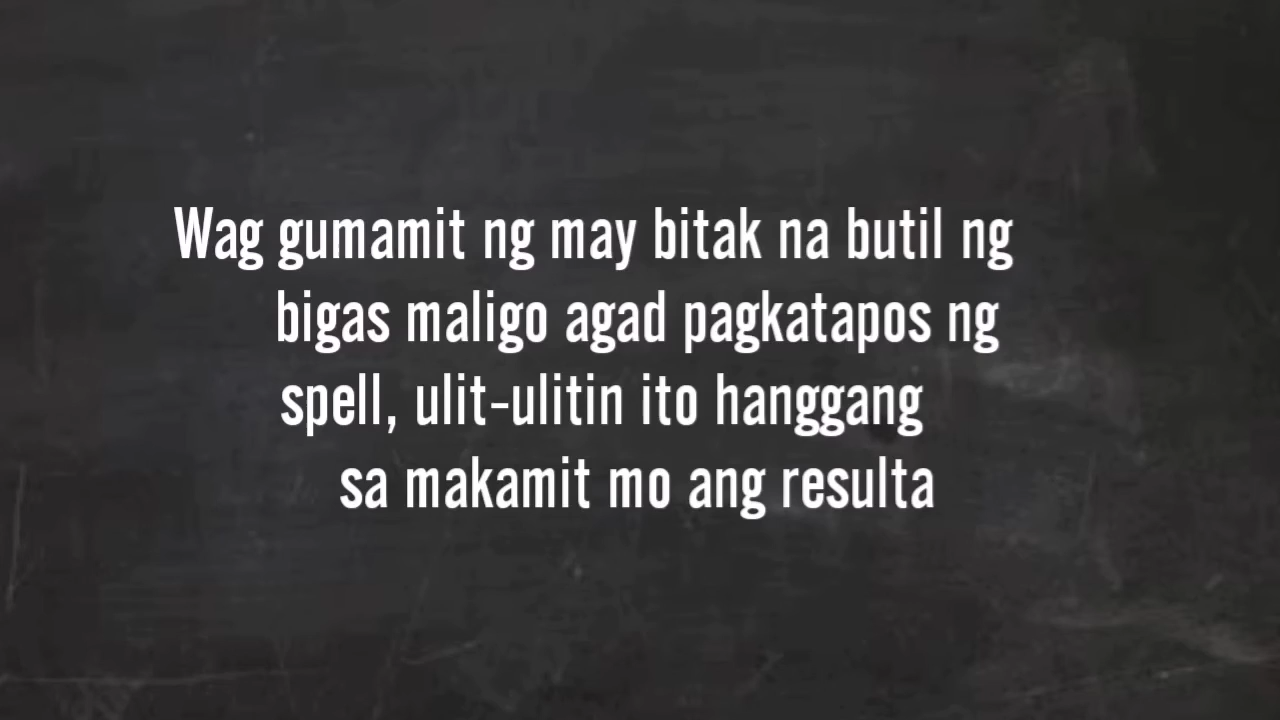 Wag gumamit ng may bitak na butil ng
bigas maligo agad pagkatapos ng
spell, ulit-ulitin ito hanggang
sa makamit mo ang resulta